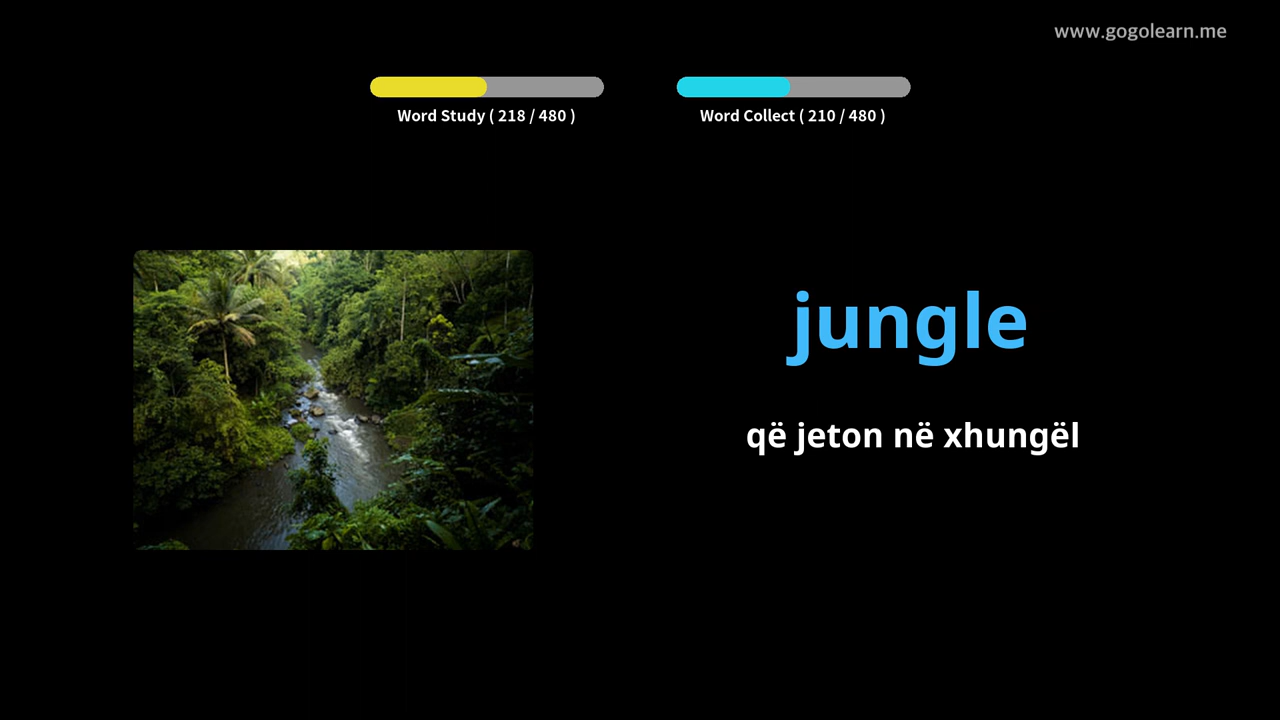 www.gogolearn.me
Word Study ( 218 / 480 )
Word Collect ( 210 / 480 )
jungle
që jeton në xhungël